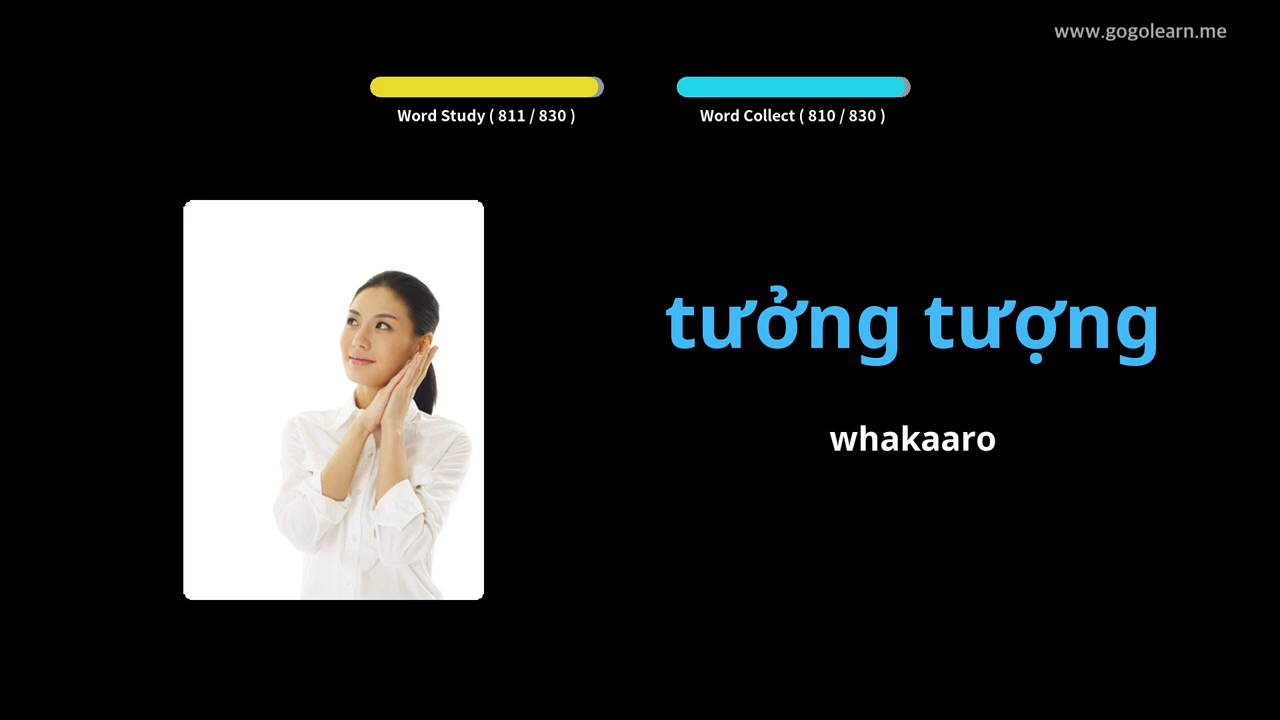 www.gogolearn.me
Word Study ( 811 / 830 )
Word Collect ( 810 / 830 )
tưởng tượng
whakaaro